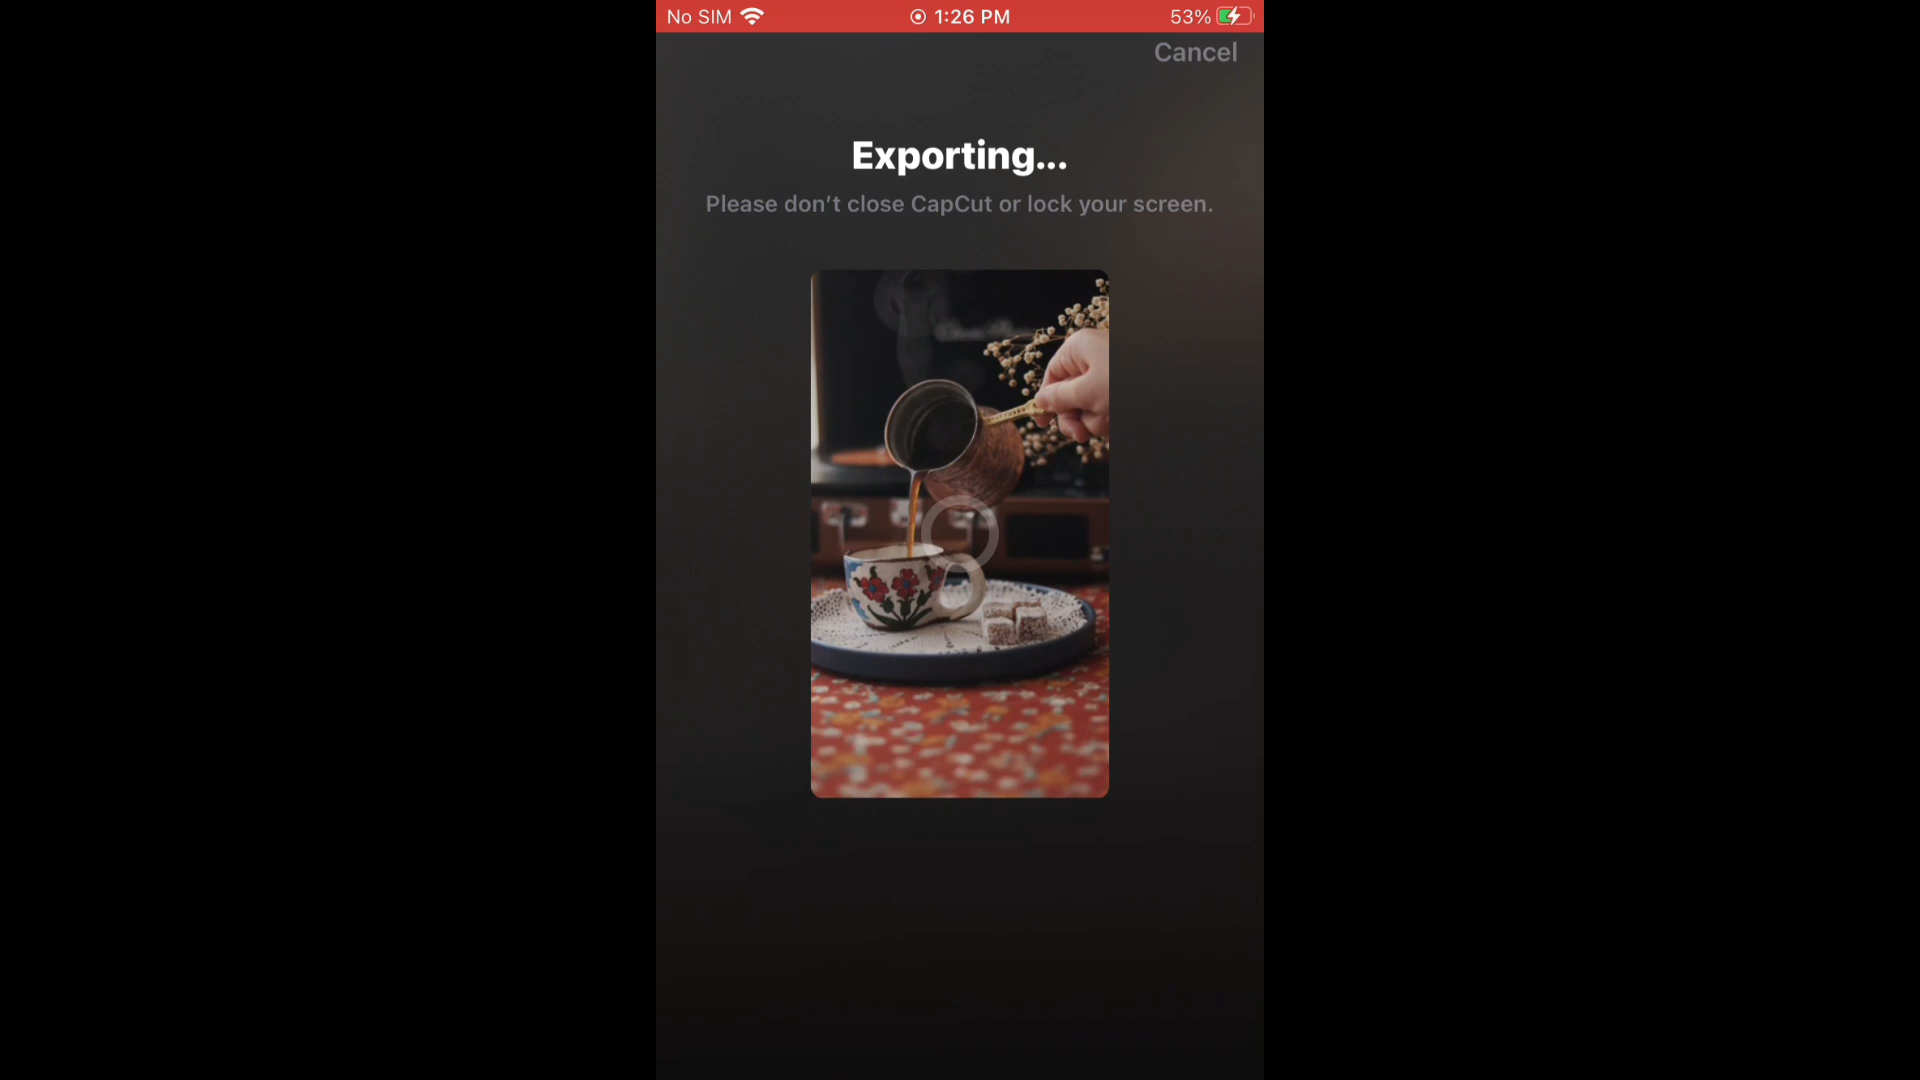 No SIM 1:26 PM 53%
Cancel
Exporting...
Please don’t close CapCut or lock your screen.